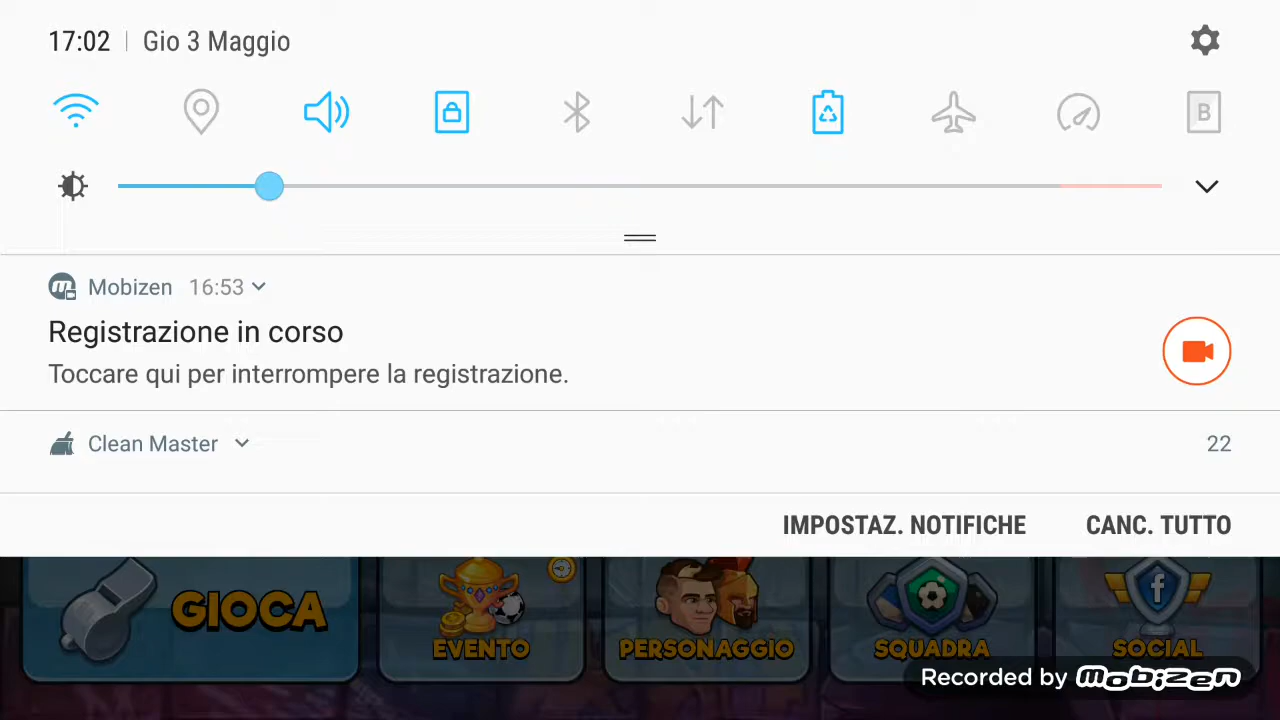 17:02 | Gio 3 Maggio
B
Mobizen 16:53
Registrazione in corso
Toccare qui per interrompere la registrazione.
Clean Master 22
IMPOSTAZ. NOTIFICHE CANC. TUTTO
GIOCA
EVENTO PERSONAGGIO SQUADRA SOCIAL
Recorded by mobizen